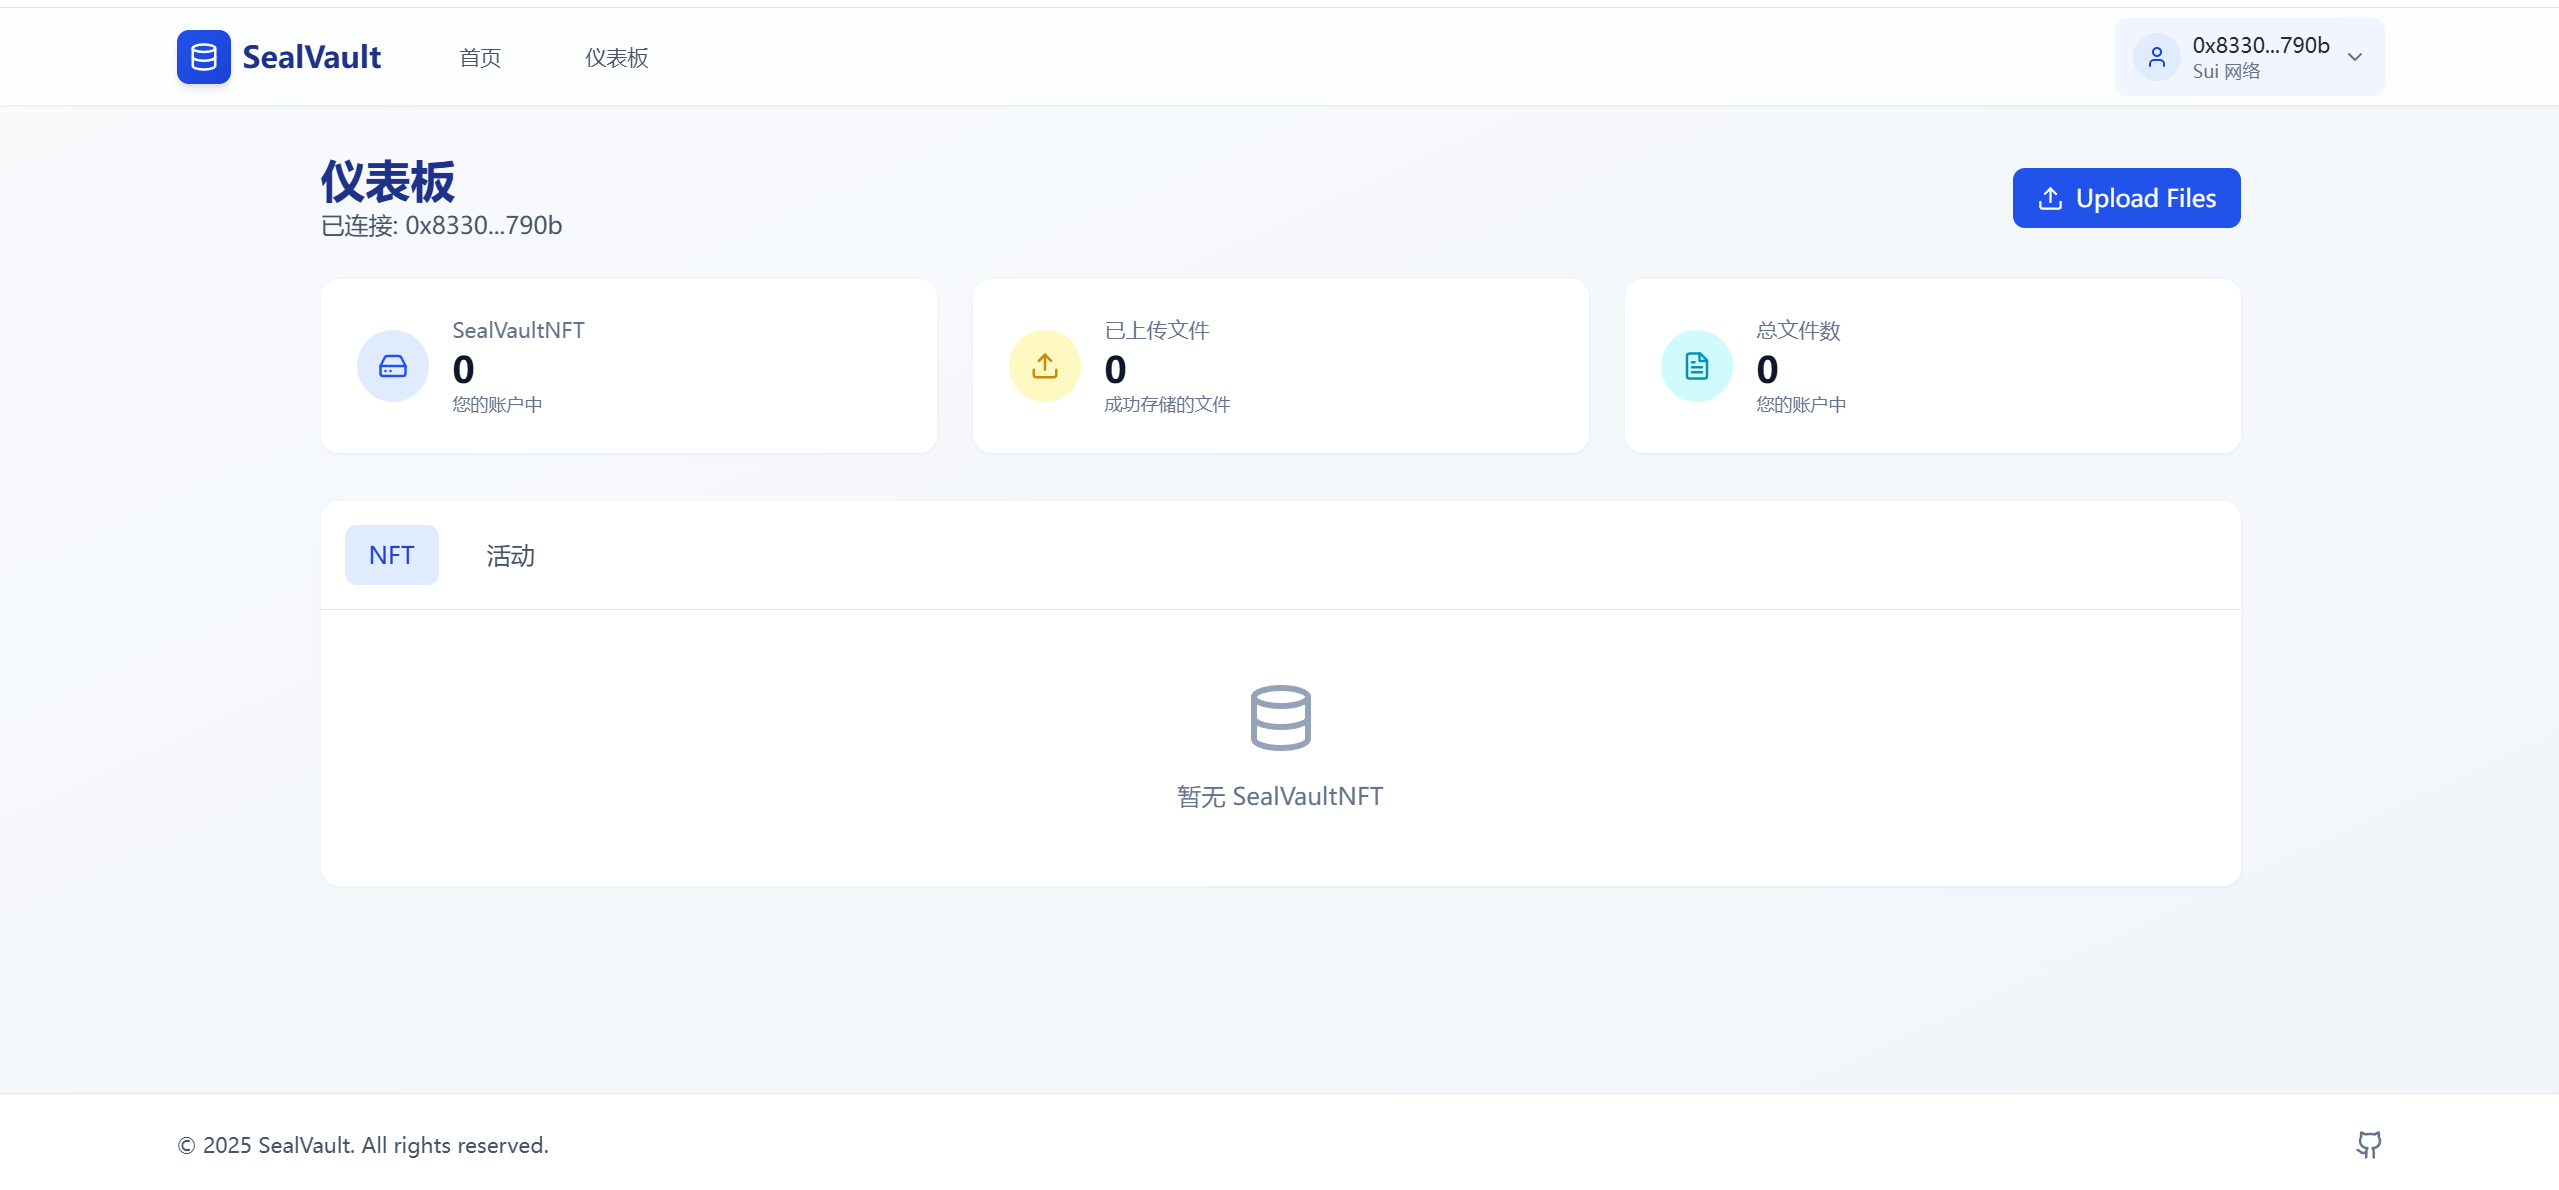 SealVault
首页
仪表板
0x8330...790b
Sui 网络
仪表板
已连接: 0x8330...790b
Upload Files
SealVaultNFT
0
您的账户中
已上传文件
0
成功存储的文件
总文件数
0
您的账户中
NFT
活动
暂无 SealVaultNFT
© 2025 SealVault. All rights reserved.